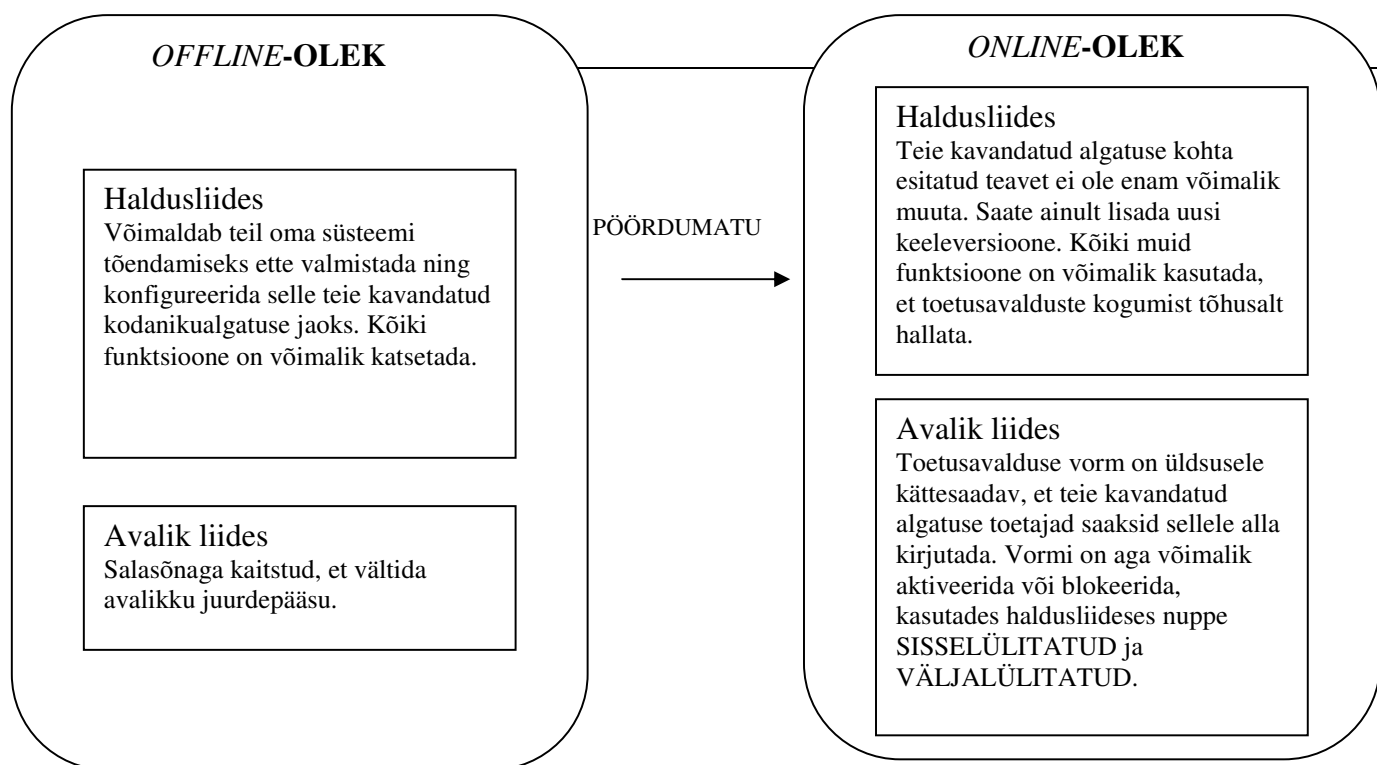 OFFLINE-OLEK
Haldusliides
Võimaldab teil oma süsteemi
tõendamiseks ette valmistada ning
konfigureerida selle teie kavandatud
kodanikualgatuse jaoks. Kõiki
funktsioone on võimalik katsetada.
Avalik liides
Salasõnaga kaitstud, et vältida
avalikku juurdepääsu.
PÖÖRDUMATU
ONLINE-OLEK
Haldusliides
Teie kavandatud algatuse kohta
esitatud teavet ei ole enam võimalik
muuta. Saate ainult lisada uusi
keeleversioone. Kõiki muid
funktsioone on võimalik kasutada,
et toetusavalduste kogumist tõhusalt
hallata.
Avalik liides
Toetusavalduse vorm on üldsusele
kättesaadav, et teie kavandatud
algatuse toetajad saaksid sellele alla
kirjutada. Vormi on aga võimalik
aktiveerida või blokeerida,
kasutades haldusliideses nuppe
SISSELÜLITATUD ja
VÄLJALÜLITATUD.